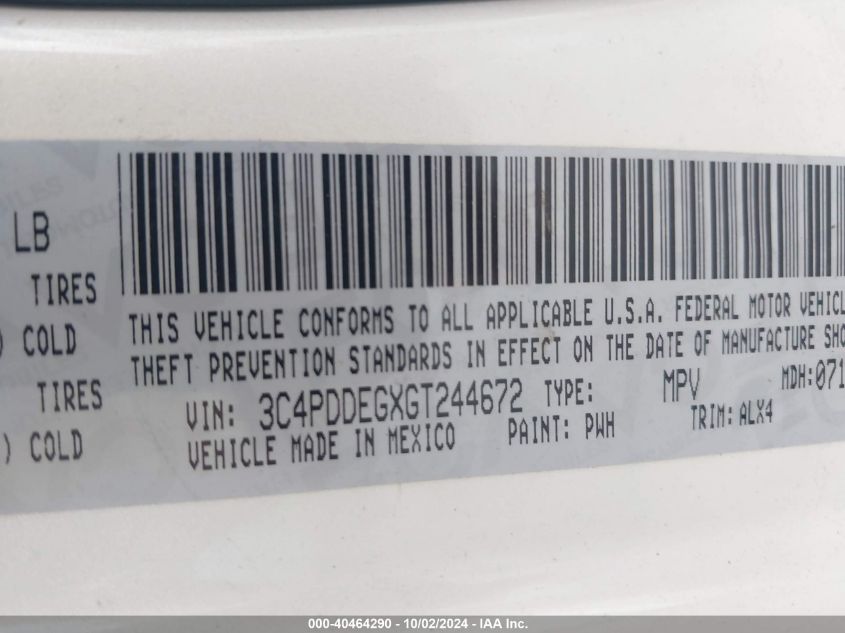 LB
TIRES
) COLD
TIRES
) COLD
THIS VEHICLE CONFORMS TO ALL APPLICABLE U.S.A. FEDERAL MOTOR VEHICL
THEFT PREVENTION STANDARDS IN EFFECT ON THE DATE OF MANUFACTURE SHO
VIN: 3C4PDDEGXGT244672 TYPE: MPV MDH:071
VEHICLE MADE IN MEXICO PAINT: PWH TRIM: ALX4
000-40464290 - 10/02/2024 - IAA Inc.